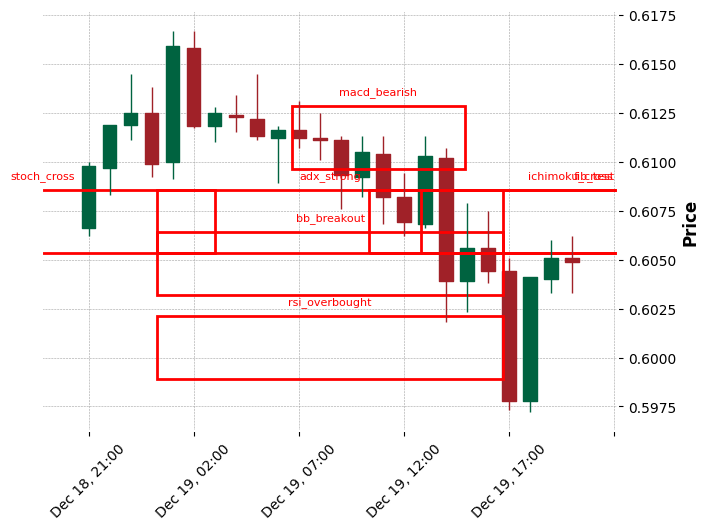 0.6175
0.6150
macd_bearish
0.6125
0.6100
stoch_cross
adx_strong
0.6075
bb_breakout
Price
0.6050
rsi_overbought
0.6025
0.6000
0.5975
Dec 18, 21:00
Dec 19, 02:00
Dec 19, 07:00
Dec 19, 12:00
Dec 19, 17:00